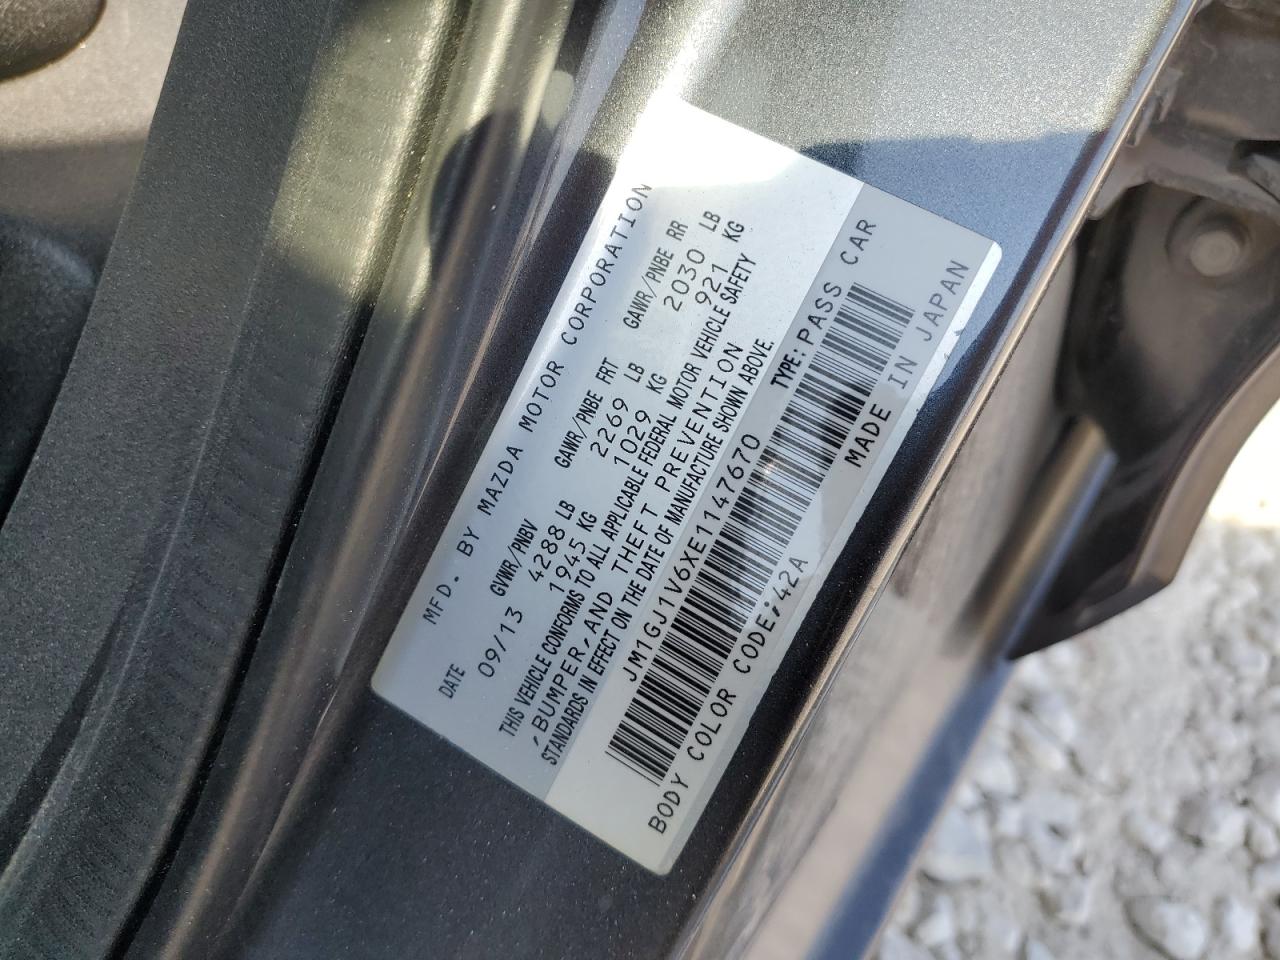 MFD. BY MAZDA MOTOR CORPORATION
DATE GVWR/PNBV GAWR/PNBE FRT GAWR/PNBE RR
09/13 4288 LB 2269 LB 2030 LB
1945 KG 1029 KG 921 KG
THIS VEHICLE CONFORMS TO ALL APPLICABLE FEDERAL MOTOR VEHICLE SAFETY
,BUMPER,AND THEFT PREVENTION
STANDARDS IN EFFECT ON THE DATE OF MANUFACTURE SHOWN ABOVE.
JM1GJ1V6XE1147670 TYPE:PASS CAR
BODY COLOR CODE;42A MADE IN JAPAN